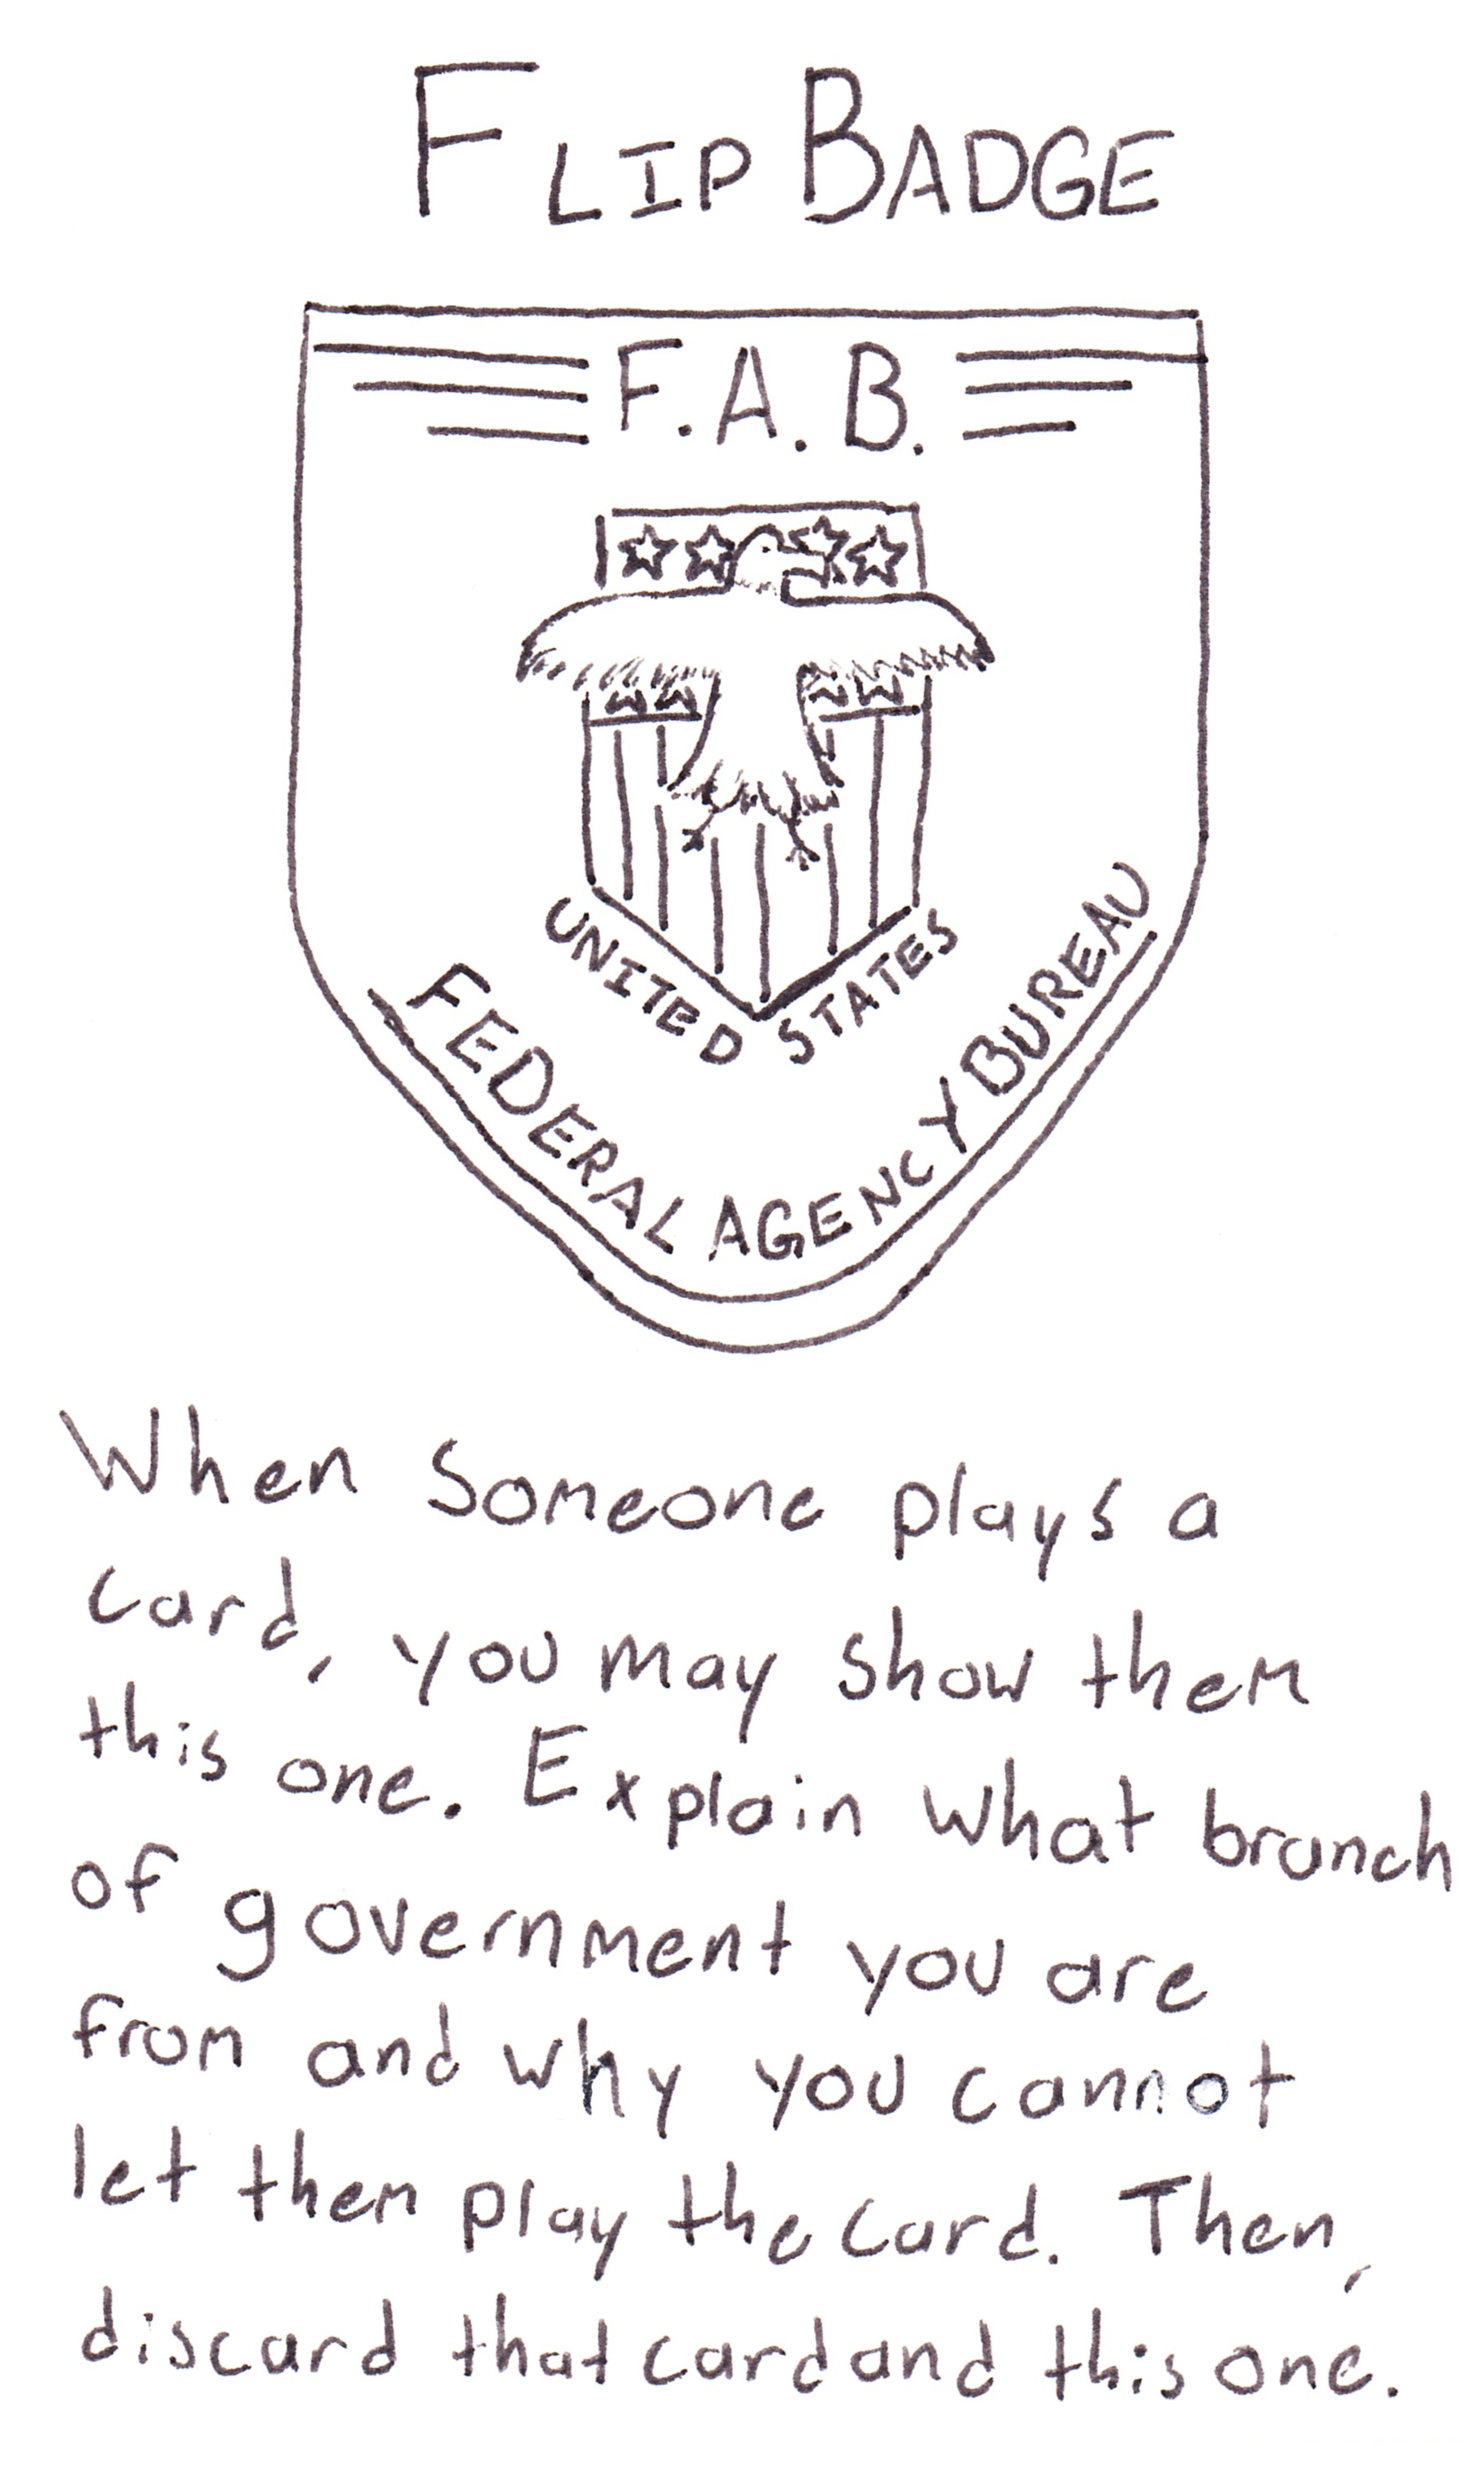 FLIP BADGE
F.A.B.
UNITED STATES
FEDERAL AGENCY BUREAU
When Someone plays a
card, you may show them
this one. Explain what branch
of government you are
from and why you cannot
let them play the card. Then,
discard that card and this one.